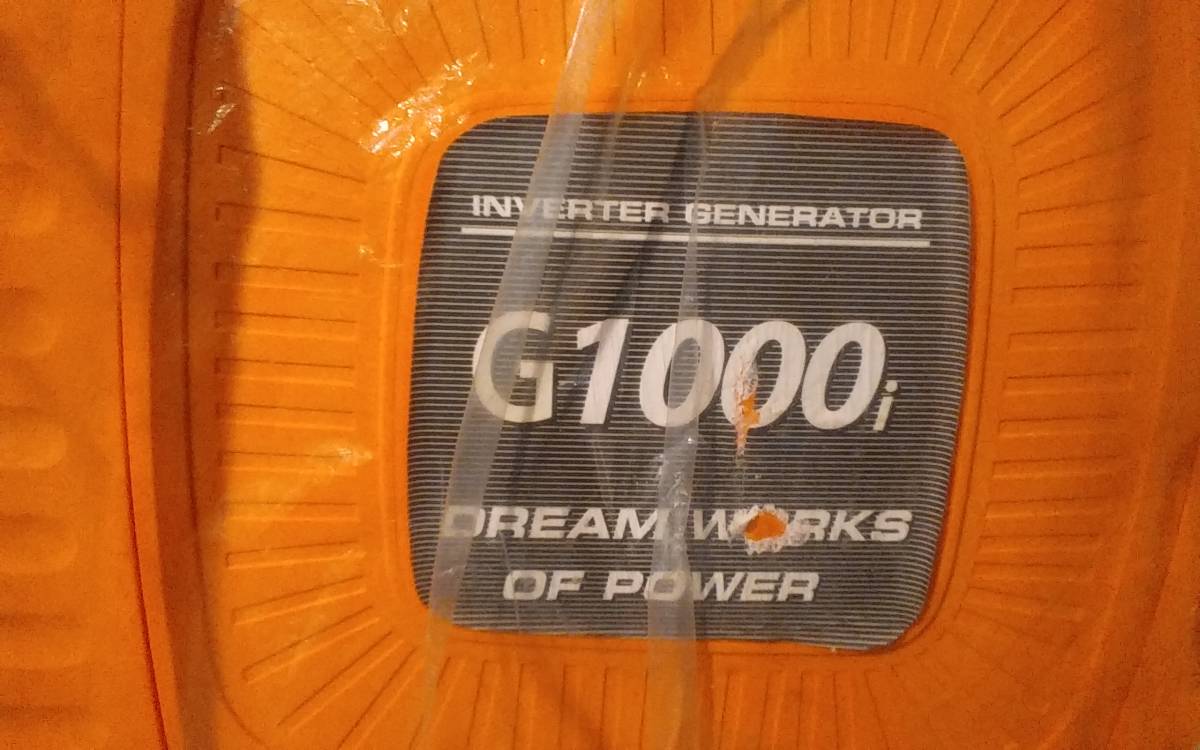 INVERTER GENERATOR
G1000i
DREAM WORKS
OF POWER